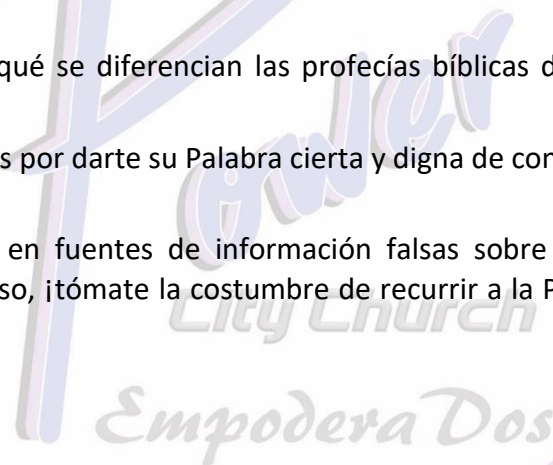 qué se diferencian las profecías bíblicas d
s por darte su Palabra cierta y digna de con
en fuentes de información falsas sobre
so, ¡tómate la costumbre de recurrir a la P
Power
City Church
Empodera Dos